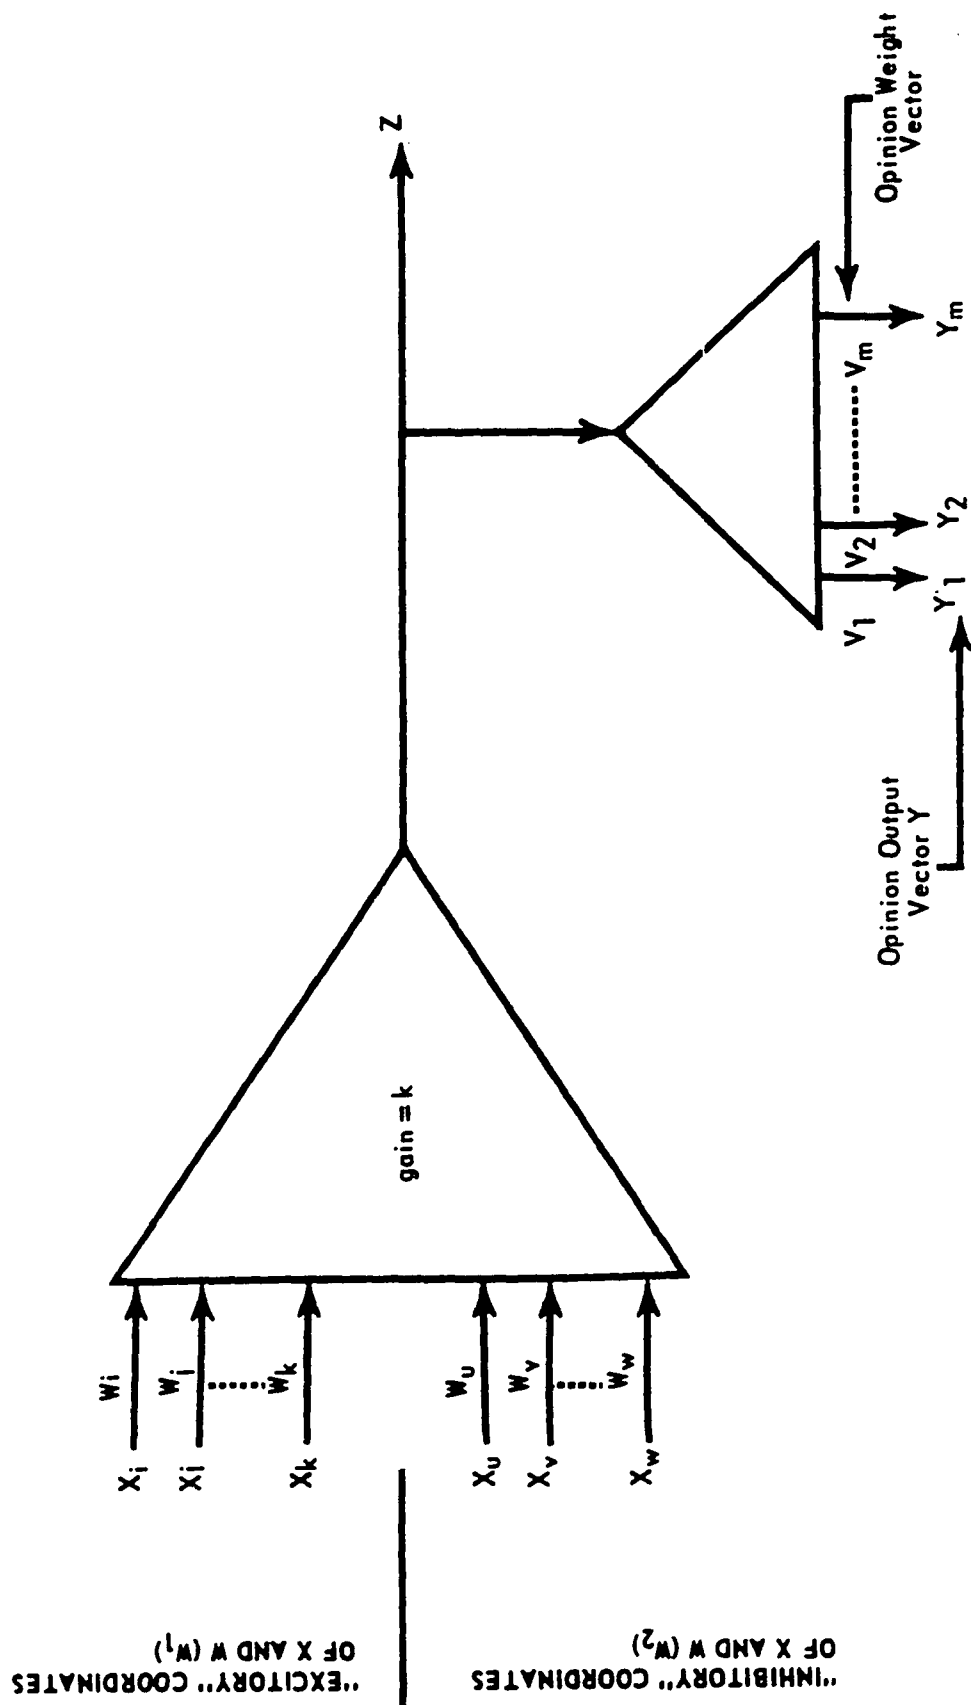 "EXCITORY" COORDINATES
OF X AND W (W1)
"INHIBITORY" COORDINATES
OF X AND W (W2)
Xi
Wi
Xj
Wj
Xk
Wk
Xu
Wu
Xv
Wv
Xw
Ww
gain = k
Z
V1
V2
Vm
Y1
Y2
Ym
Opinion Weight
Vector
Opinion Output
Vector Y